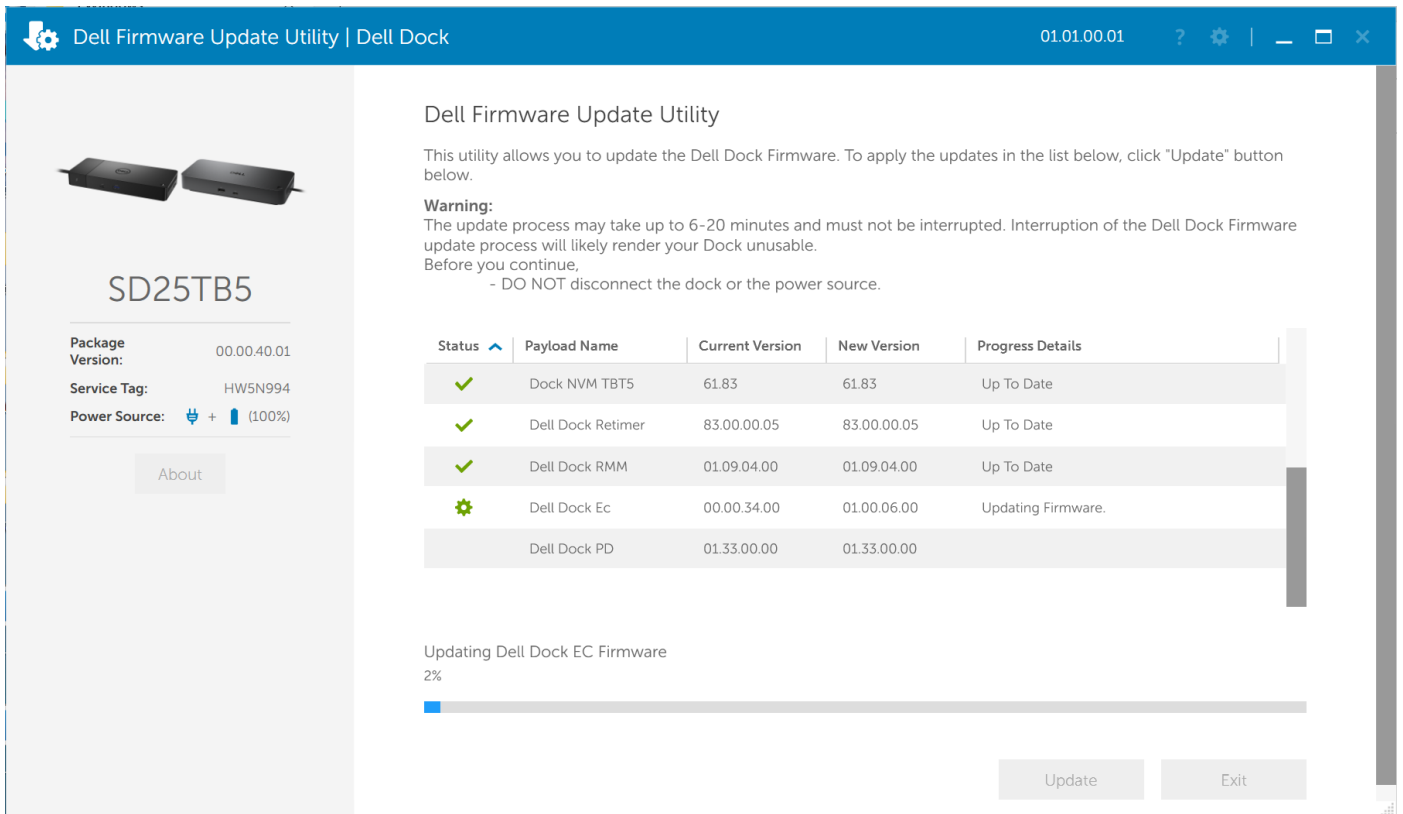 Dell Firmware Update Utility | Dell Dock
01.01.00.01
?
Dell Firmware Update Utility
This utility allows you to update the Dell Dock Firmware. To apply the updates in the list below, click "Update" button
below.
Warning:
The update process may take up to 6-20 minutes and must not be interrupted. Interruption of the Dell Dock Firmware
update process will likely render your Dock unusable.
Before you continue,
- DO NOT disconnect the dock or the power source.
SD25TB5
Package
Version:
00.00.40.01
Service Tag: HW5N994
Power Source: + (100%)
About
Status Payload Name Current Version New Version Progress Details
Dock NVM TBT5 61.83 61.83 Up To Date
Dell Dock Retimer 83.00.00.05 83.00.00.05 Up To Date
Dell Dock RMM 01.09.04.00 01.09.04.00 Up To Date
Dell Dock Ec 00.00.34.00 01.00.06.00 Updating Firmware.
Dell Dock PD 01.33.00.00 01.33.00.00
Updating Dell Dock EC Firmware
2%
Update Exit